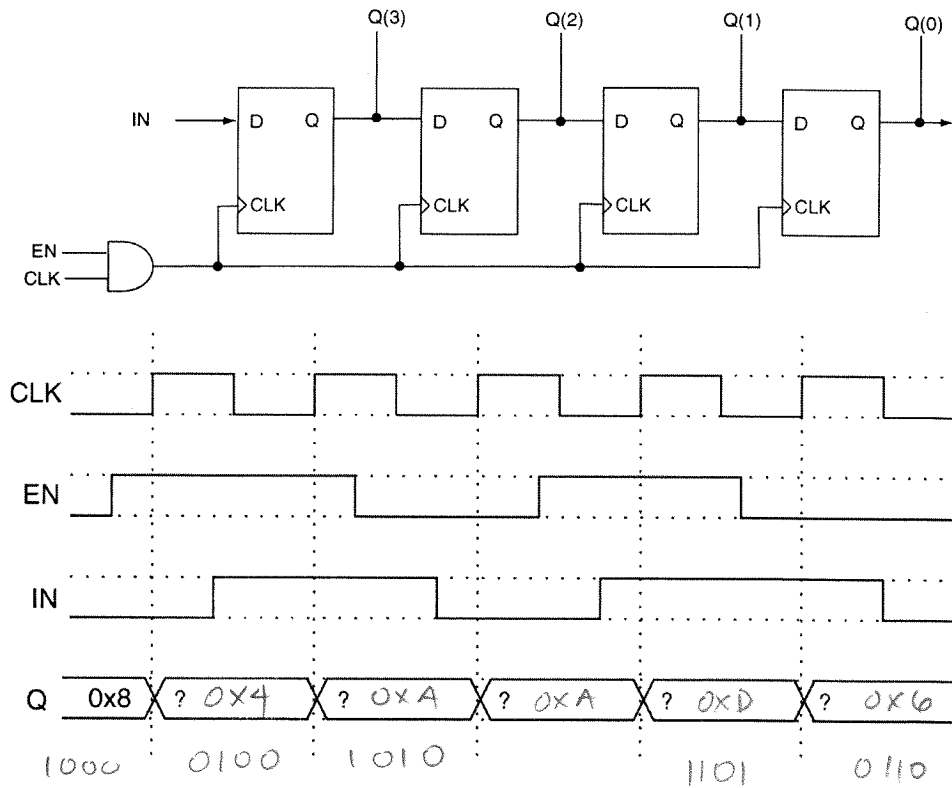 Q(3) Q(2) Q(1) Q(0)
IN D Q D Q D Q D Q
CLK CLK CLK CLK
EN
CLK
CLK
EN
IN
Q 0x8 ? 0x4 ? 0xA ? 0xA ? 0xD ? 0x6
1000 0100 1010 1101 0110